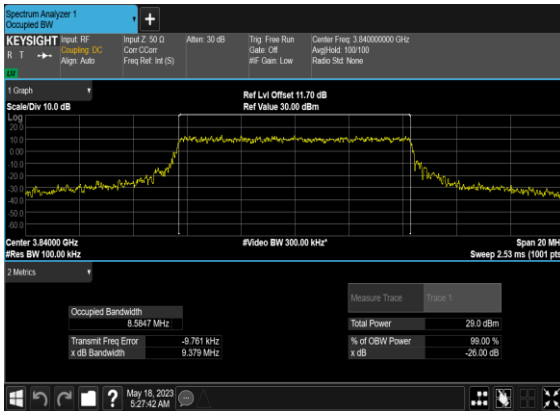 Spectrum Analyzer 1
Occupied BW
+
KEYSIGHT
R T
LW
Input: RF
Coupling: DC
Align: Auto
Input Z: 50 Ω
Corr CCorr
Freq Ref: Int (S)
Atten: 30 dB
Trig: Free Run
Gate: Off
#IF Gain: Low
Center Freq: 3.840000000 GHz
Avg|Hold: 100/100
Radio Std: None
1 Graph
Scale/Div 10.0 dB
Ref Lvl Offset 11.70 dB
Ref Value 30.00 dBm
Log
20.0
10.0
0.00
-10.0
-20.0
-30.0
-40.0
-50.0
-60.0
Center 3.84000 GHz
#Res BW 100.00 kHz
#Video BW 300.00 kHz*
Span 20 MH
Sweep 2.53 ms (1001 pts
2 Metrics
Measure Trace
Trace 1
Occupied Bandwidth
8.5847 MHz
Total Power
29.0 dBm
Transmit Freq Error
-9.761 kHz
% of OBW Power
99.00 %
x dB Bandwidth
9.379 MHz
x dB
-26.00 dB
?
May 18, 2023
5:27:42 AM